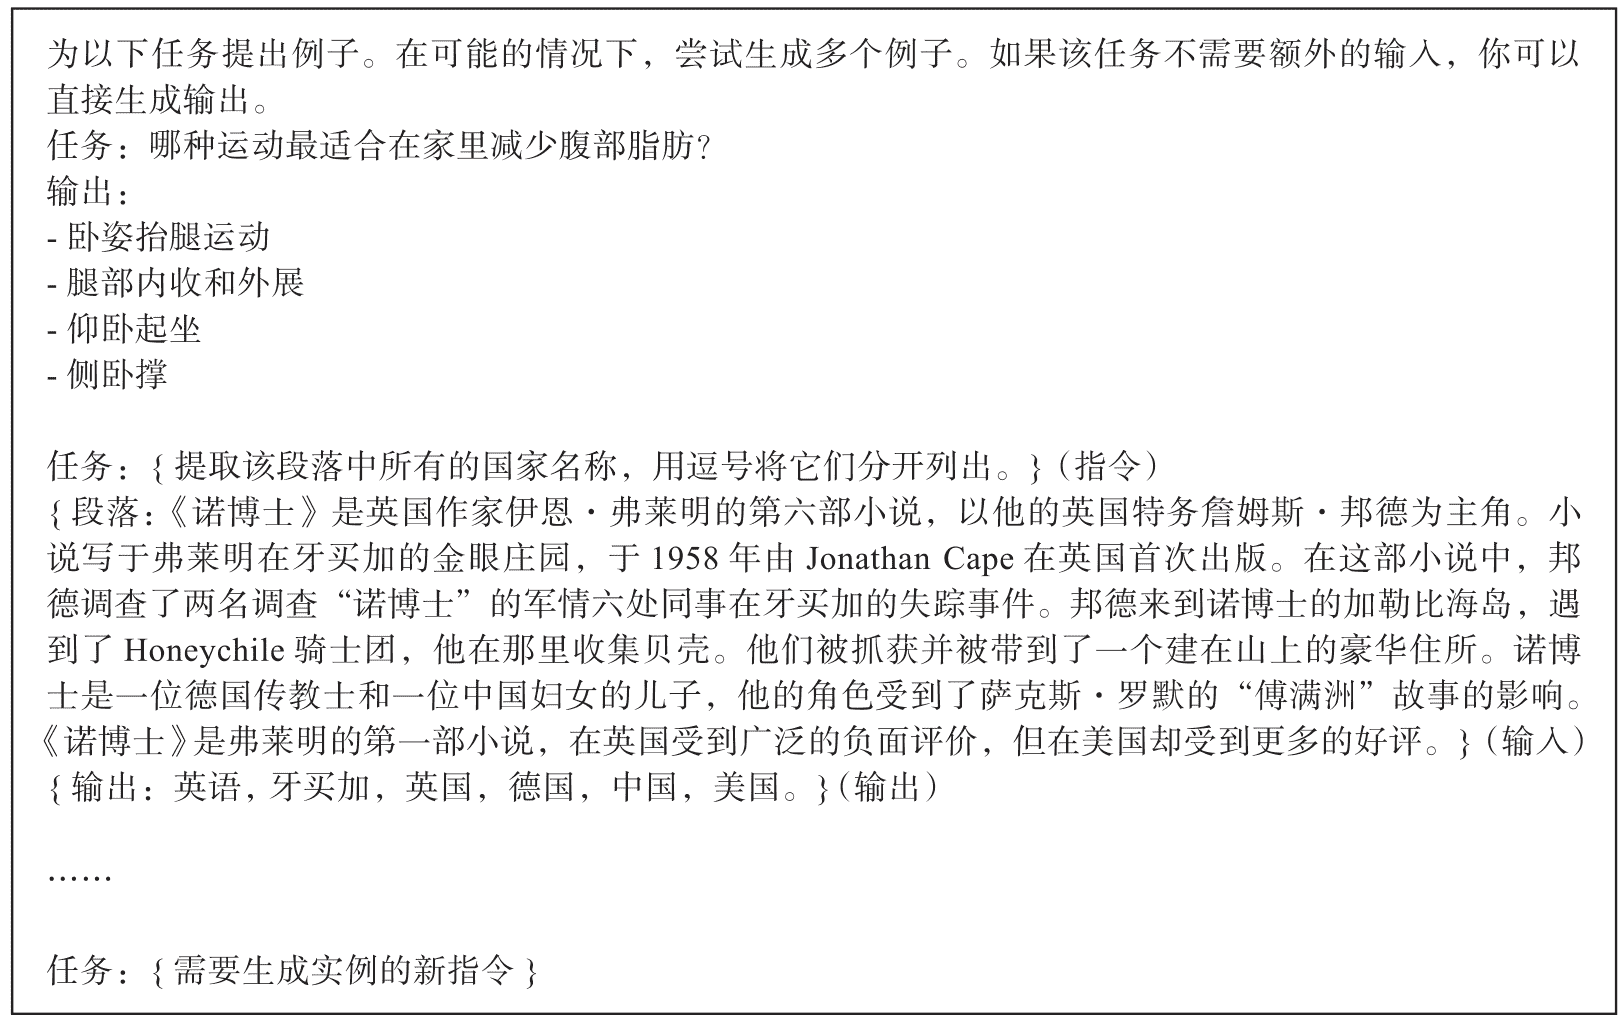 为以下任务提出例子。在可能的情况下，尝试生成多个例子。如果该任务不需要额外的输入，你可以
直接生成输出。
任务：哪种运动最适合在家里减少腹部脂肪？
输出：
- 卧姿抬腿运动
- 腿部内收和外展
- 仰卧起坐
- 侧卧撑
任务：{ 提取该段落中所有的国家名称，用逗号将它们分开列出。}（指令）
{ 段落：《诺博士》是英国作家伊恩·弗莱明的第六部小说，以他的英国特务詹姆斯·邦德为主角。小
说写于弗莱明在牙买加的金眼庄园，于 1958 年由 Jonathan Cape 在英国首次出版。在这部小说中，邦
德调查了两名调查“诺博士”的军情六处同事在牙买加的失踪事件。邦德来到诺博士的加勒比海岛，遇
到了 Honeychile 骑士团，他在那里收集贝壳。他们被抓获并被带到了一个建在山上的豪华住所。诺博
士是一位德国传教士和一位中国妇女的儿子，他的角色受到了萨克斯·罗默的“傅满洲”故事的影响。
《诺博士》是弗莱明的第一部小说，在英国受到广泛的负面评价，但在美国却受到更多的好评。}（输入）
{ 输出：英语, 牙买加，英国，德国，中国，美国。}（输出）
……
任务：{ 需要生成实例的新指令 }